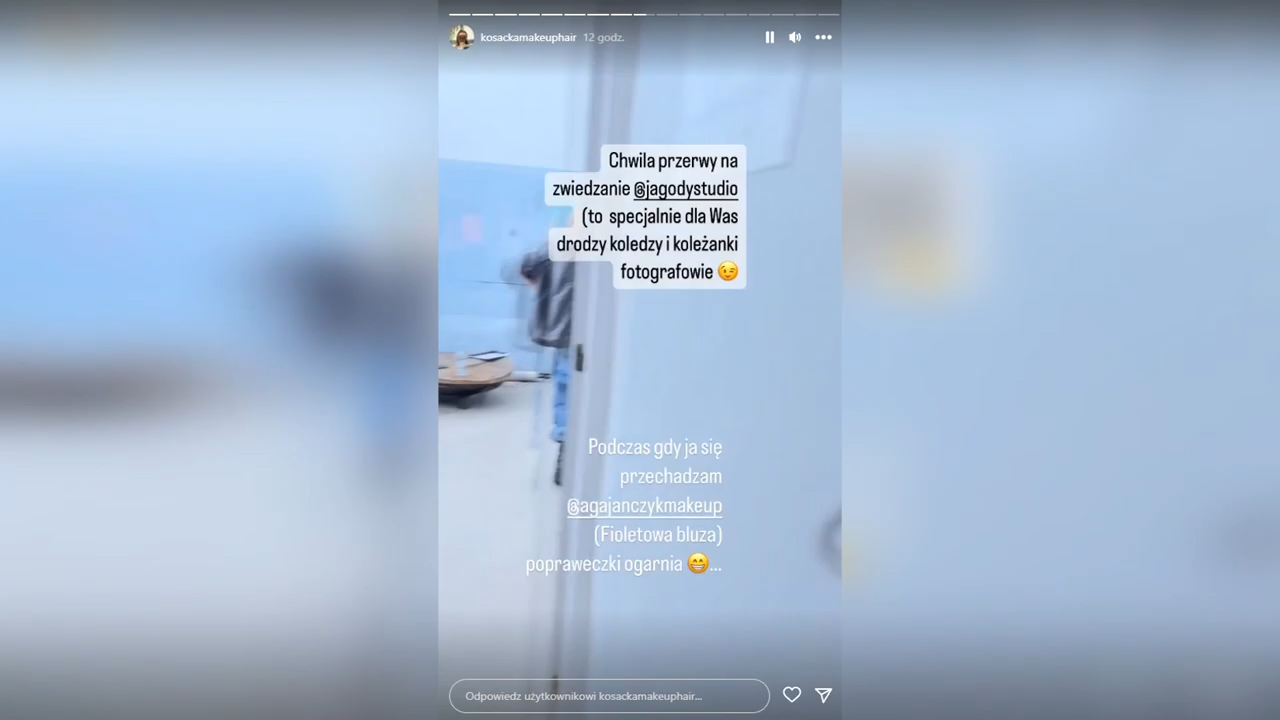 kosackamakeuphair 12 godz.
Chwila przerwy na
zwiedzanie @jagodystudio
(to specjalnie dla Was
drodzy koledzy i koleżanki
fotografowie 😉
Podczas gdy ja się
przechadzam
@agajanczykmakeup
(Fioletowa bluza)
popraweczki ogarnia 😁...
Odpowiedz użytkownikowi kosackamakeuphair...